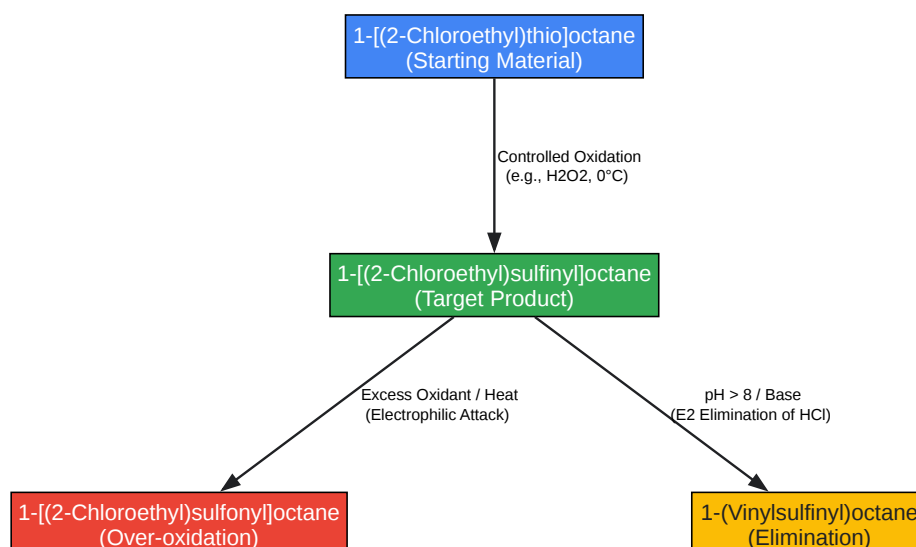 1-[(2-Chloroethyl)thio]octane
(Starting Material)
Controlled Oxidation
(e.g., H2O2, 0°C)
1-[(2-Chloroethyl)sulfinyl]octane
(Target Product)
Excess Oxidant / Heat
(Electrophilic Attack)
pH > 8 / Base
(E2 Elimination of HCl)
1-[(2-Chloroethyl)sulfonyl]octane
(Over-oxidation)
1-(Vinylsulfinyl)octane
(Elimination)